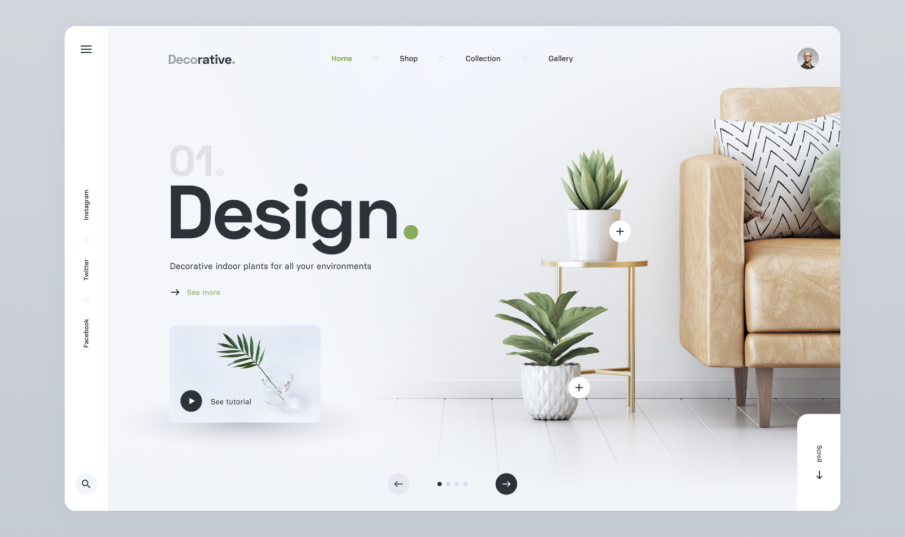 Decorative.
Home
Shop
Collection
Gallery
Instagram
Twitter
Facebook
01.
Design.
Decorative indoor plants for all your environments
See more
See tutorial
Scroll